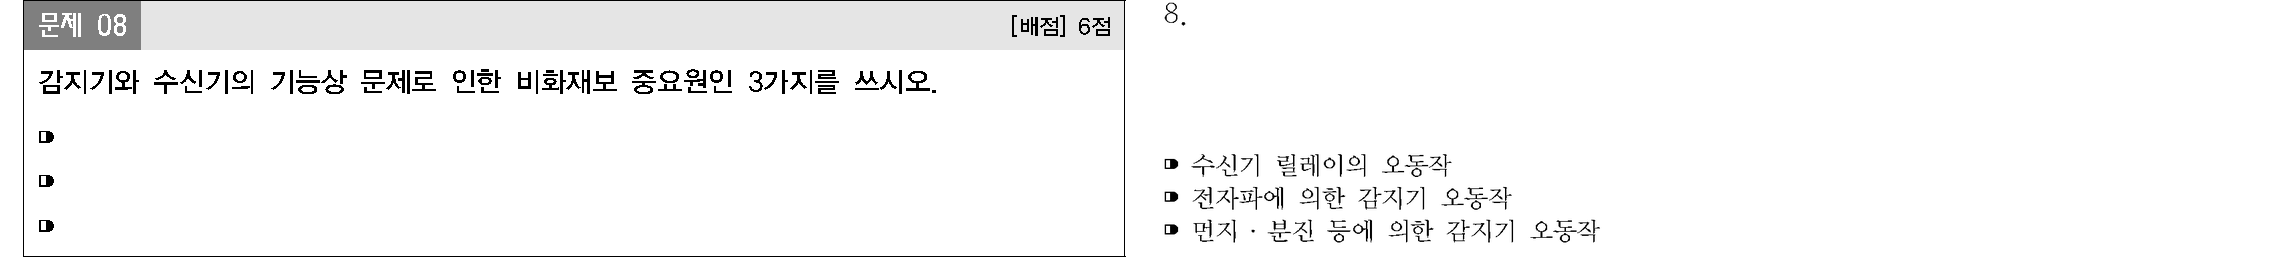 문제 08
[배점] 6점
감지기와 수신기의 기능상 문제로 인한 비화재보 중요원인 3가지를 쓰시오.
8.
수신기 릴레이의 오동작
전자파에 의한 감지기 오동작
먼지 · 분진 등에 의한 감지기 오동작